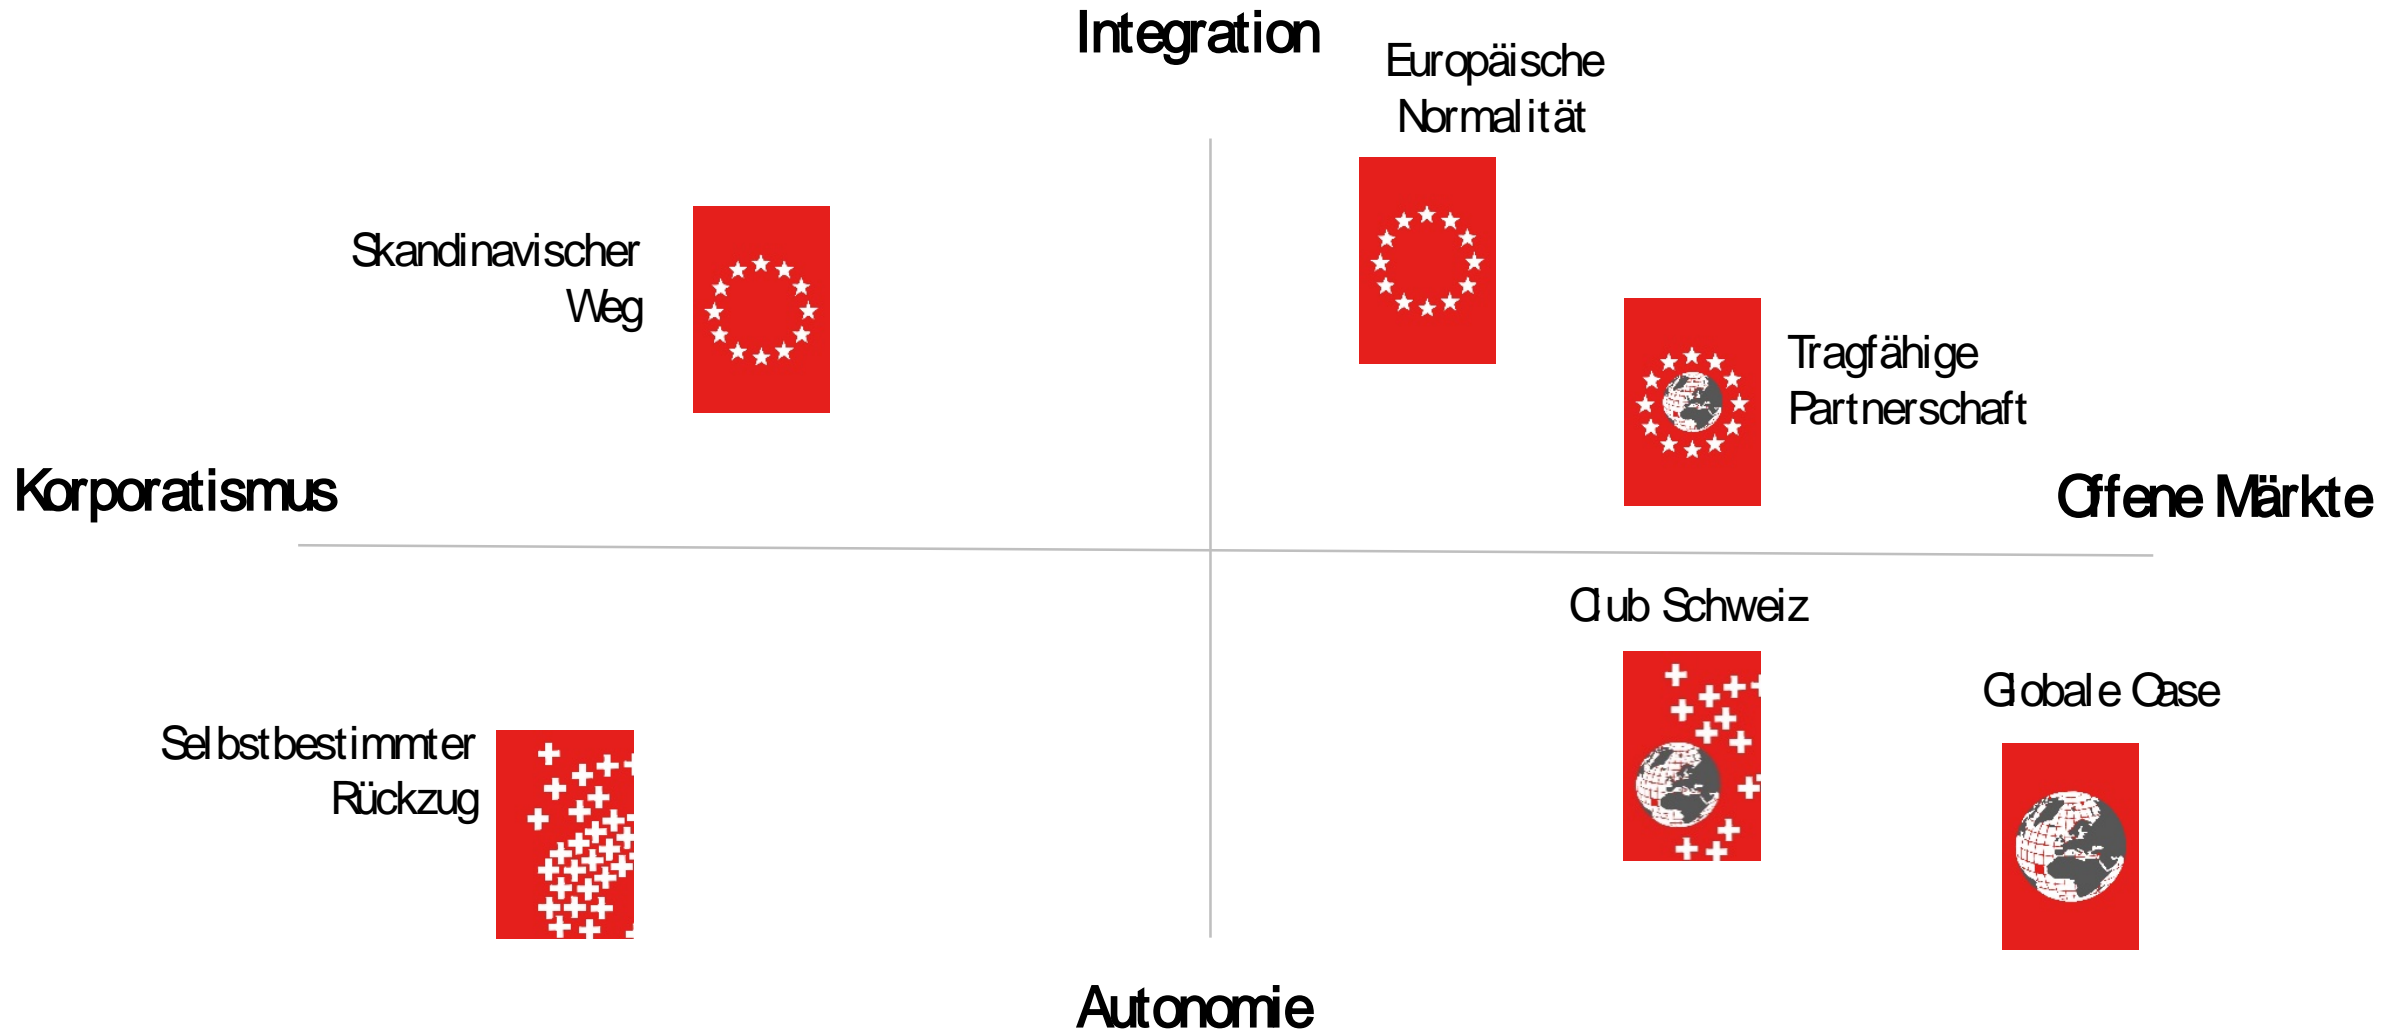 Integration
Europäische
Normalität
Skandinavischer
Weg
Tragfähige
Partnerschaft
Korporatismus
Offene Märkte
Club Schweiz
Globale Oase
Selbstbestimmter
Rückzug
Autonomie